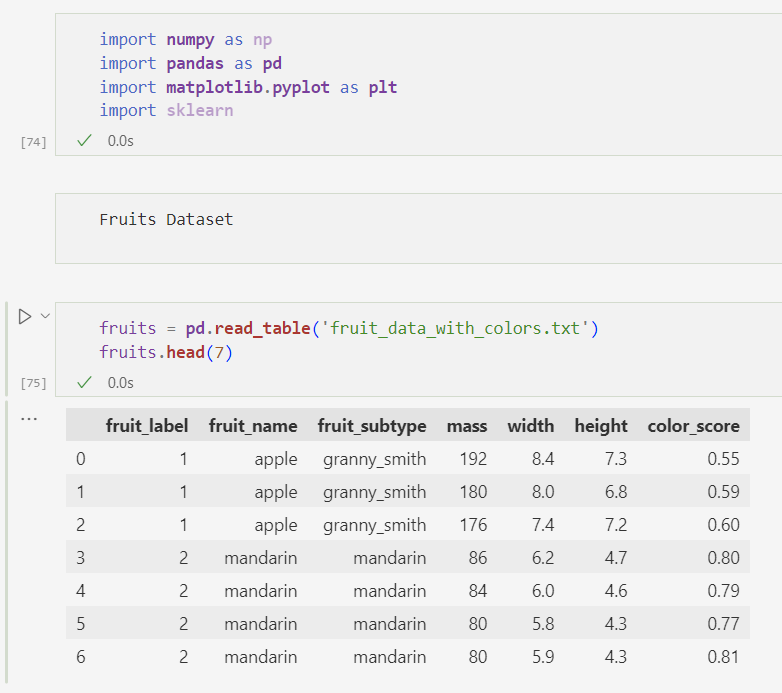 import numpy as np
import pandas as pd
import matplotlib.pyplot as plt
import sklearn
[74] 0.0s
Fruits Dataset
fruits = pd.read_table('fruit_data_with_colors.txt')
fruits.head(7)
[75] 0.0s
... fruit_label fruit_name fruit_subtype mass width height color_score
0 1 apple granny_smith 192 8.4 7.3 0.55
1 1 apple granny_smith 180 8.0 6.8 0.59
2 1 apple granny_smith 176 7.4 7.2 0.60
3 2 mandarin mandarin 86 6.2 4.7 0.80
4 2 mandarin mandarin 84 6.0 4.6 0.79
5 2 mandarin mandarin 80 5.8 4.3 0.77
6 2 mandarin mandarin 80 5.9 4.3 0.81